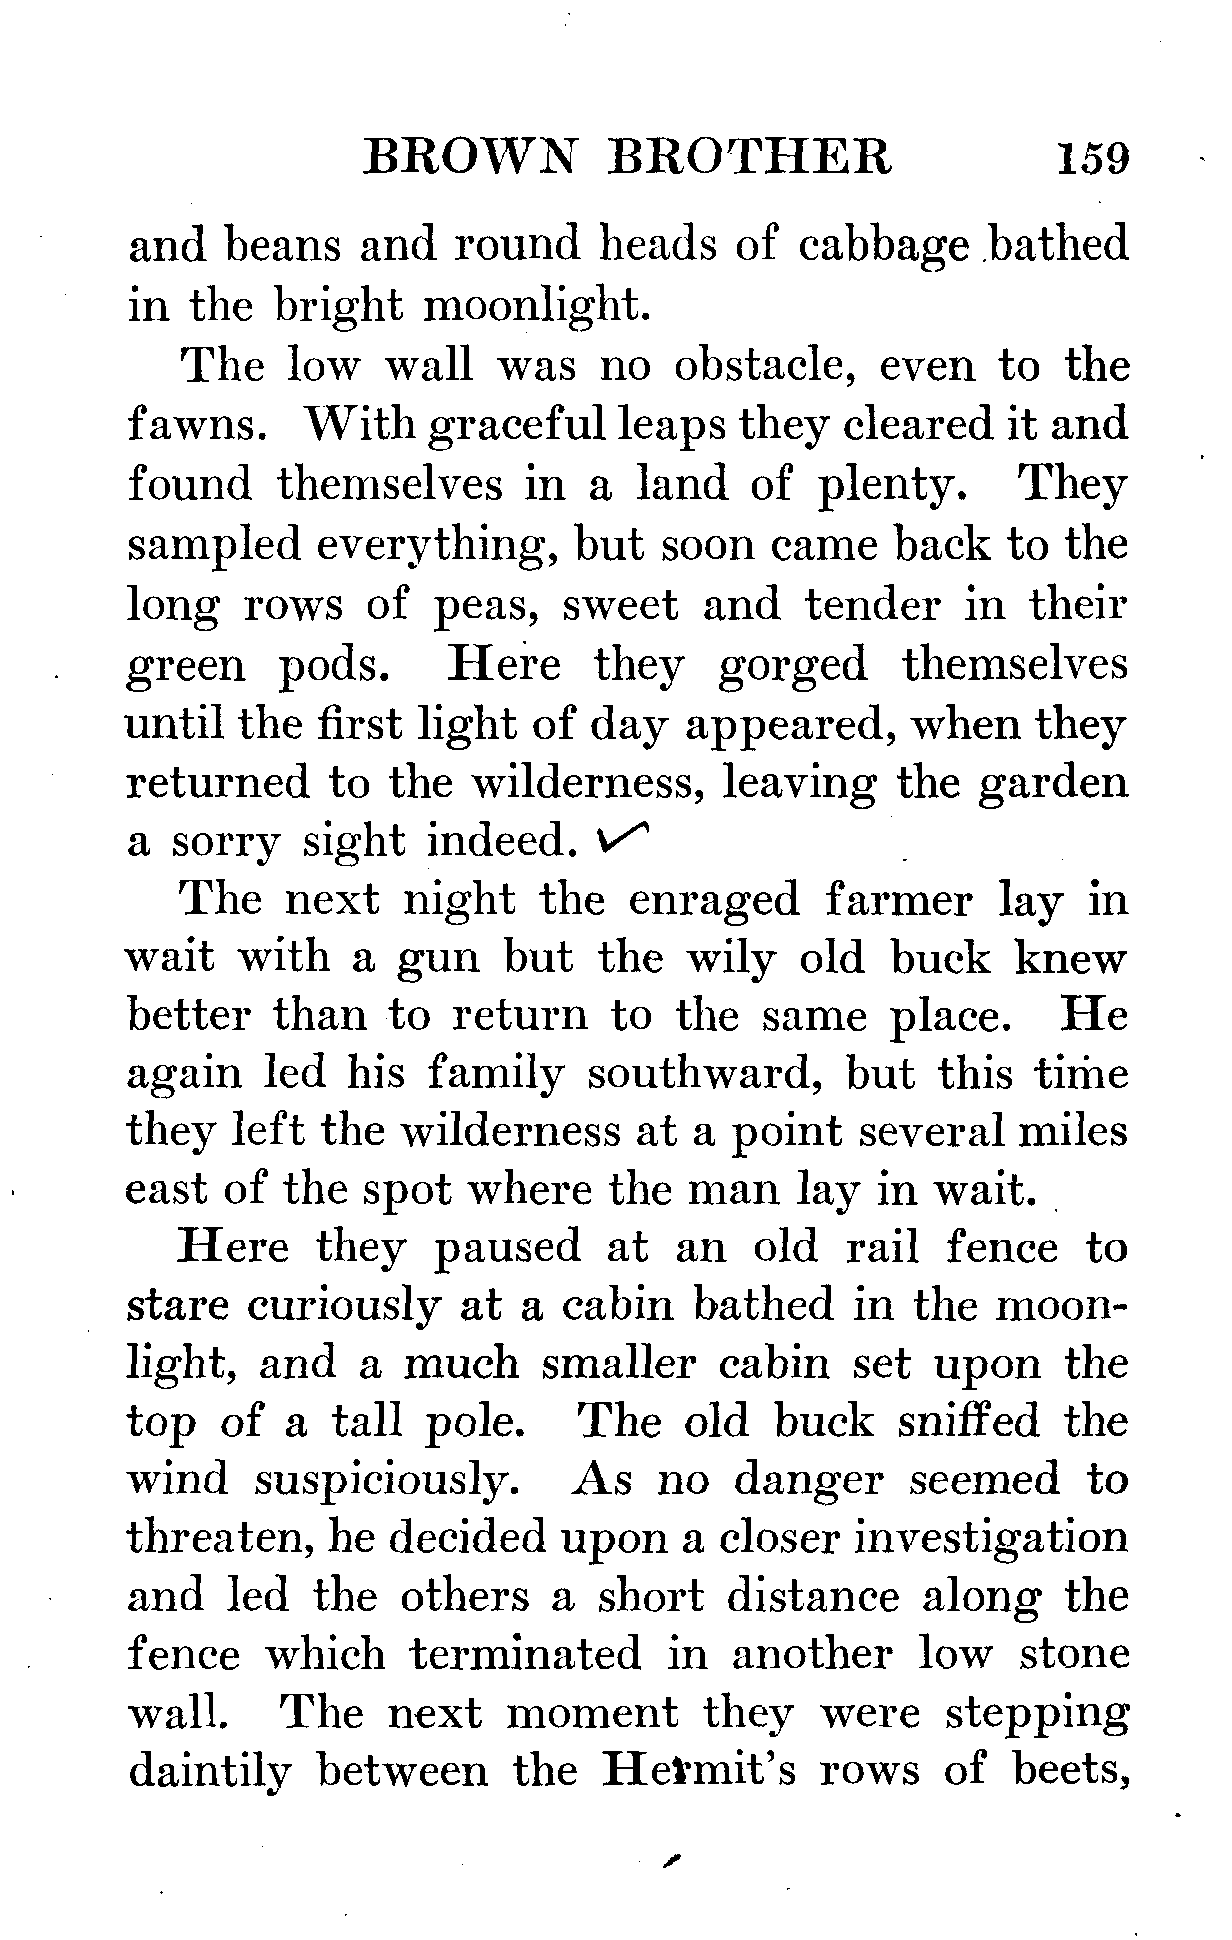 BROWN BROTHER 159
and beans and round heads of cabbage bathed
in the bright moonlight.
The low wall was no obstacle, even to the
fawns. With graceful leaps they cleared it and
found themselves in a land of plenty. They
sampled everything, but soon came back to the
long rows of peas, sweet and tender in their
green pods. Here they gorged themselves
until the first light of day appeared, when they
returned to the wilderness, leaving the garden
a sorry sight indeed. ✓
The next night the enraged farmer lay in
wait with a gun but the wily old buck knew
better than to return to the same place. He
again led his family southward, but this time
they left the wilderness at a point several miles
east of the spot where the man lay in wait.
Here they paused at an old rail fence to
stare curiously at a cabin bathed in the moon-
light, and a much smaller cabin set upon the
top of a tall pole. The old buck sniffed the
wind suspiciously. As no danger seemed to
threaten, he decided upon a closer investigation
and led the others a short distance along the
fence which terminated in another low stone
wall. The next moment they were stepping
daintily between the Hermit's rows of beets,